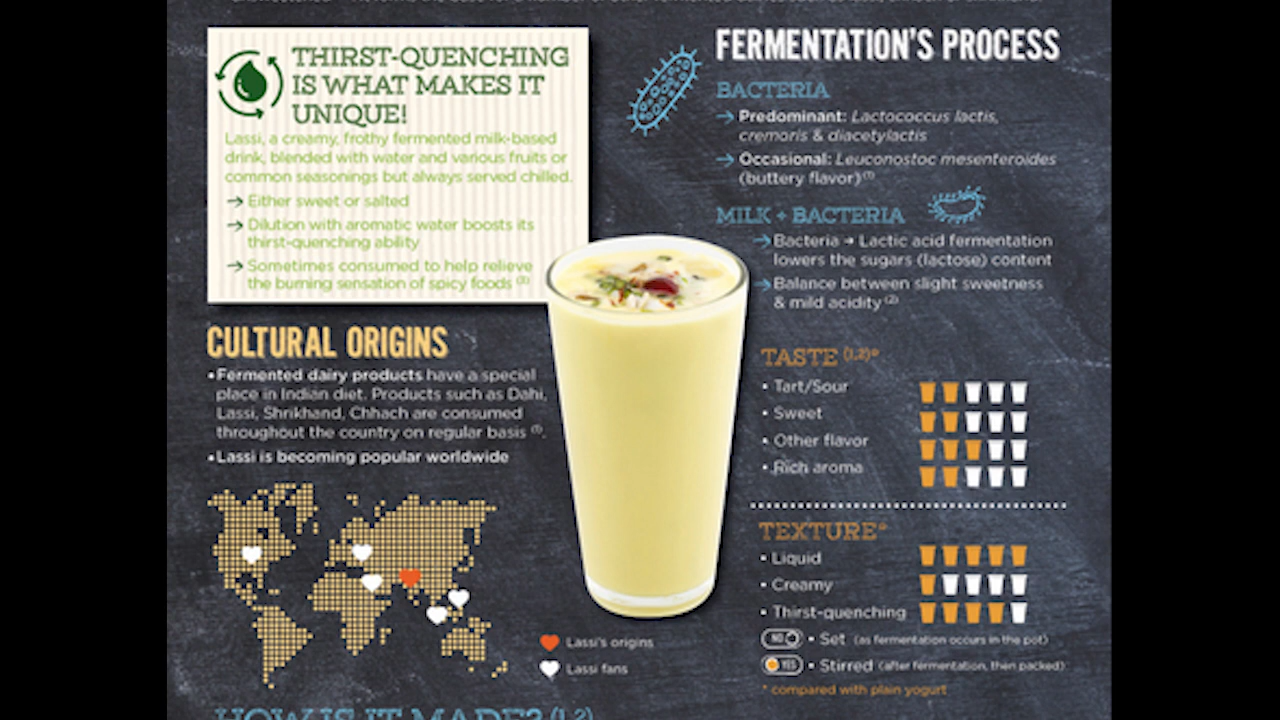 THIRST-QUENCHING
IS WHAT MAKES IT
UNIQUE!
Lassi, a creamy, frothy fermented milk-based
drink, blended with water and various fruits or
common seasonings but always served chilled.
→ Either sweet or salted
→ Dilution with aromatic water boosts its
thirst-quenching ability
→ Sometimes consumed to help relieve
the burning sensation of spicy foods
CULTURAL ORIGINS
• Fermented dairy products have a special
place in Indian diet. Products such as Dahi,
Lassi, Shrikhand, Chhach are consumed
throughout the country on regular basis (1).
• Lassi is becoming popular worldwide
Lassi's origins
Lassi fans
FERMENTATION'S PROCESS
BACTERIA
→ Predominant: Lactococcus lactis,
cremoris & diacetylactis
→ Occasional: Leuconostoc mesenteroides
(buttery flavor) (1)
MILK + BACTERIA
→ Bacteria → Lactic acid fermentation
lowers the sugars (lactose) content
→ Balance between slight sweetness
& mild acidity (2)
TASTE (1,2)*
• Tart/Sour
• Sweet
• Other flavor
• Rich aroma
TEXTURE*
• Liquid
• Creamy
• Thirst-quenching
NO • Set (as fermentation occurs in the pot)
YES • Stirred (after fermentation, then packed)
* compared with plain yogurt
HOW IS IT MADE? (1,2)